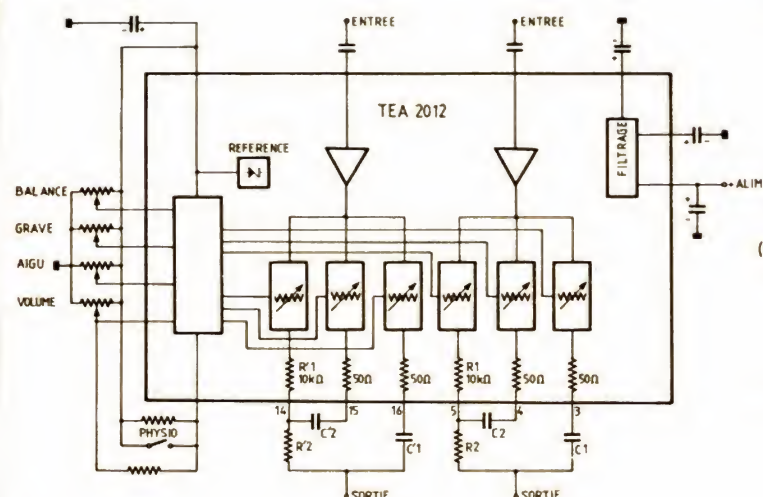 ENTREE
ENTREE
TEA 2012
REFERENCE
FILTRAGE
+ ALIM
BALANCE
GRAVE
AIGU
VOLUME
R'1
10kΩ
50Ω
50Ω
R1
10kΩ
50Ω
50Ω
14
15
16
5
4
3
C'2
C'1
C2
C1
R'2
R2
PHYSIO
SORTIE
SORTIE
(